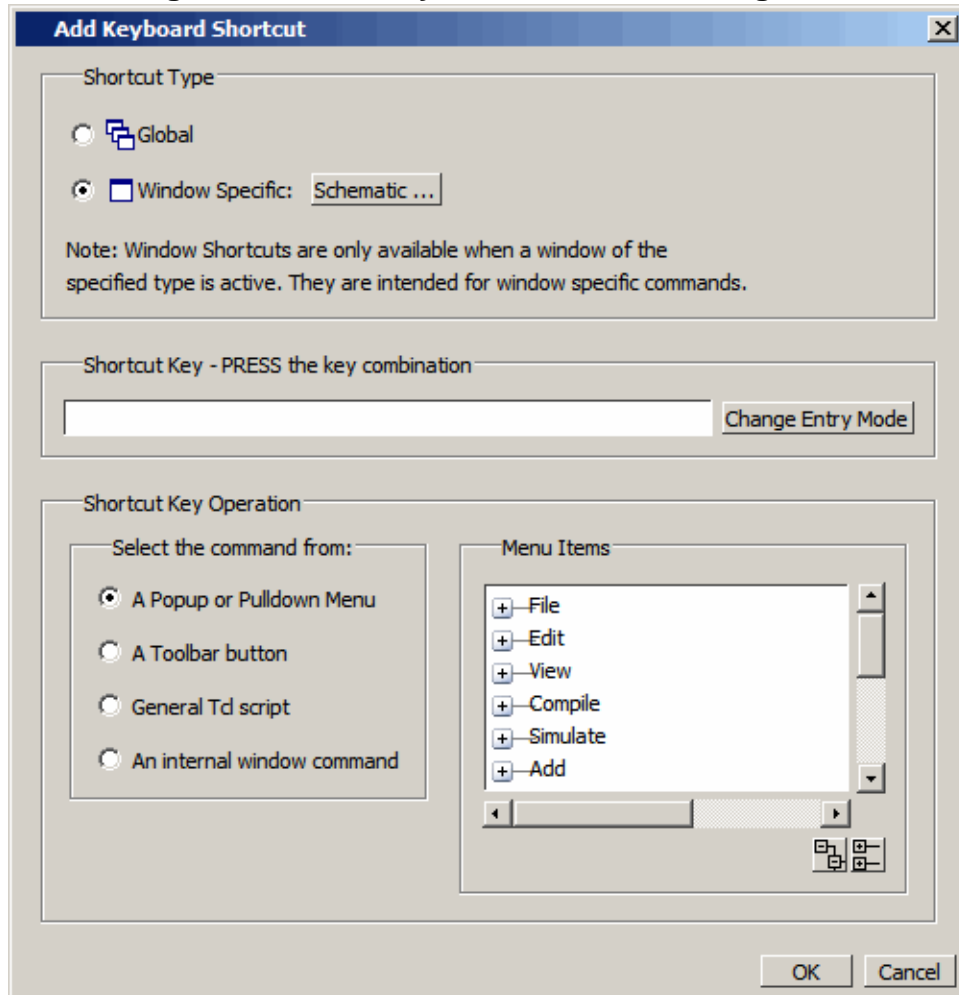 Add Keyboard Shortcut
Shortcut Type
Global
Window Specific: Schematic ...
Note: Window Shortcuts are only available when a window of the
specified type is active. They are intended for window specific commands.
Shortcut Key - PRESS the key combination
Change Entry Mode
Shortcut Key Operation
Select the command from:
A Popup or Pulldown Menu
A Toolbar button
General Tcl script
An internal window command
Menu Items
File
Edit
View
Compile
Simulate
Add
OK Cancel